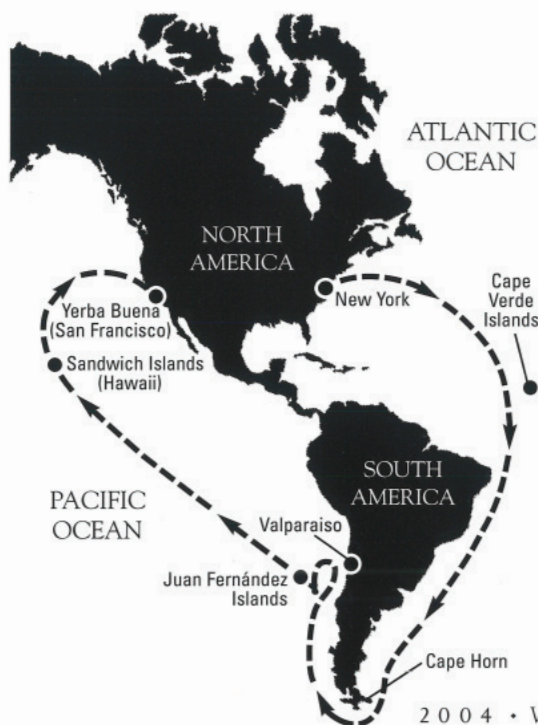 ATLANTIC
OCEAN
NORTH
AMERICA
New York
Cape
Verde
Islands
Yerba Buena
(San Francisco)
Sandwich Islands
(Hawaii)
PACIFIC
OCEAN
SOUTH
AMERICA
Valparaiso
Juan Fernández
Islands
Cape Horn
2004 •